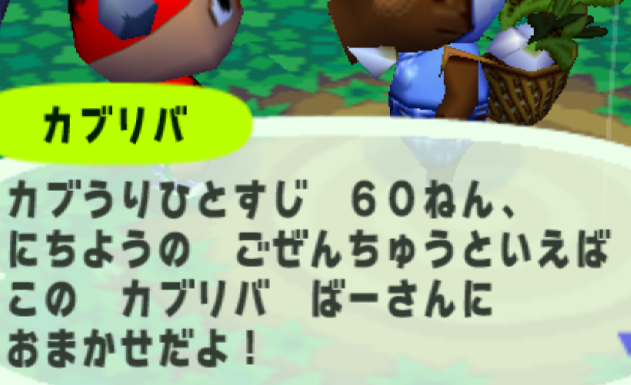 カブリバ
カブうりひとすじ　６０ねん、
にちようの　ごぜんちゅうといえば
この　カブリバ　ばーさんに
おまかせだよ！